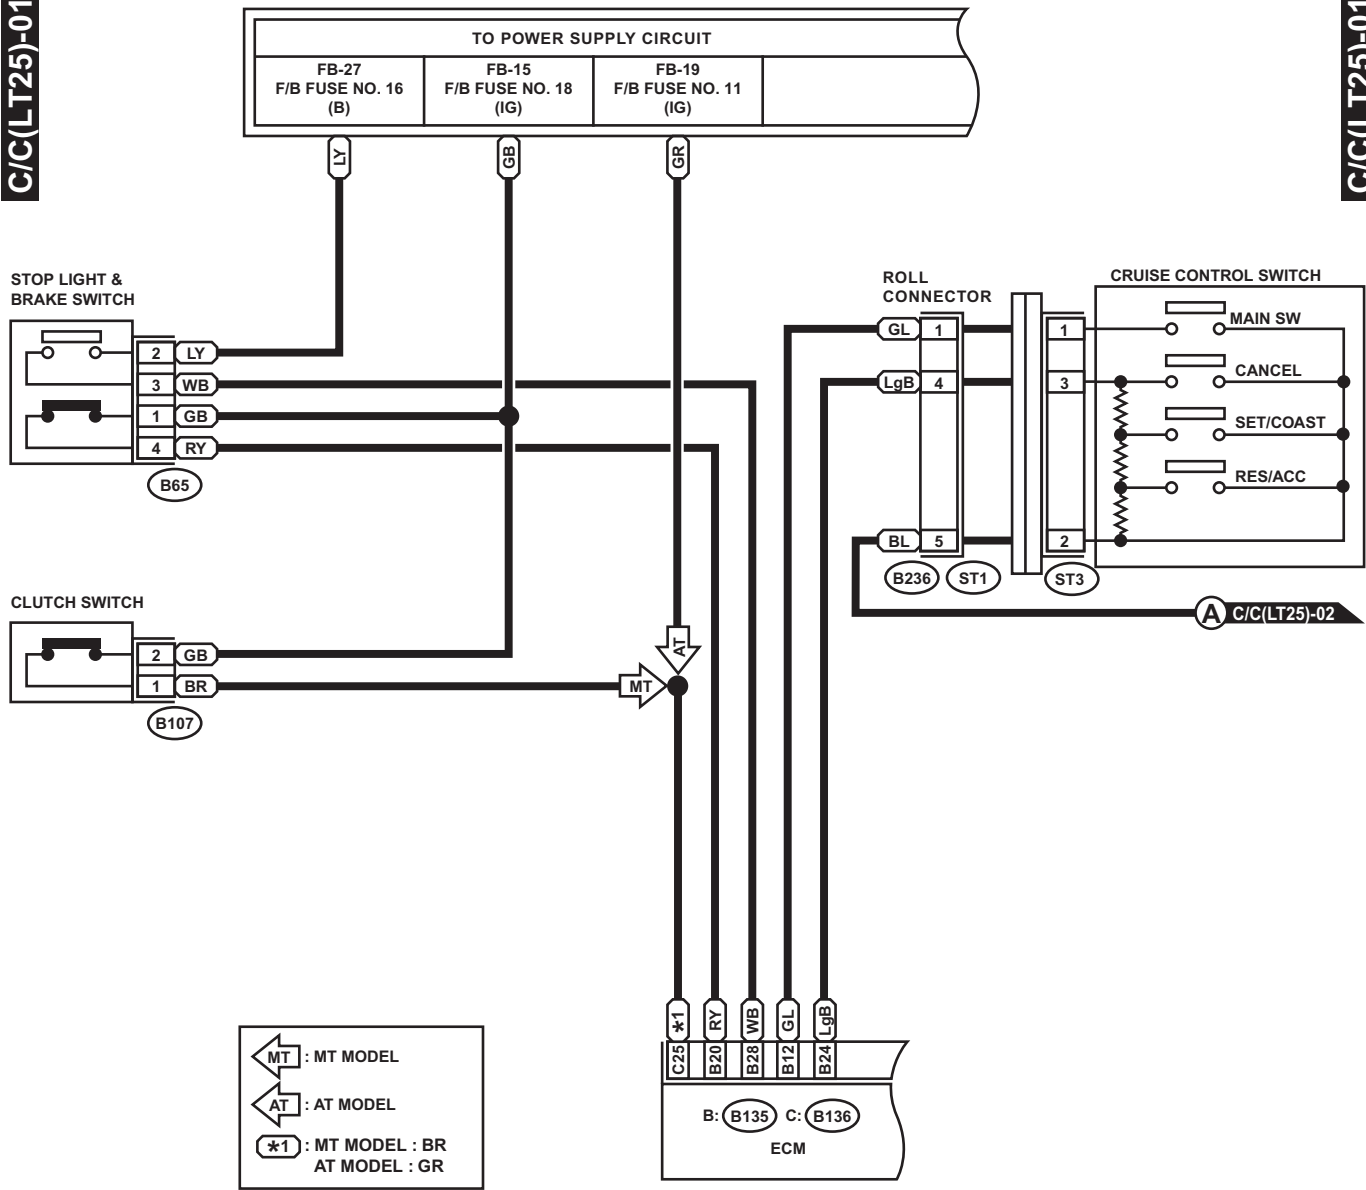 C/C(LT25)-01
C/C(LT25)-01
TO POWER SUPPLY CIRCUIT
FB-27
F/B FUSE NO. 16
(B)
FB-15
F/B FUSE NO. 18
(IG)
FB-19
F/B FUSE NO. 11
(IG)
LY
GB
GR
STOP LIGHT &
BRAKE SWITCH
2 LY
3 WB
1 GB
4 RY
B65
CLUTCH SWITCH
2 GB
1 BR
B107
AT
MT
ROLL
CONNECTOR
GL 1
LgB 4
BL 5
B236
ST1
1
3
2
ST3
CRUISE CONTROL SWITCH
MAIN SW
CANCEL
SET/COAST
RES/ACC
A C/C(LT25)-02
*1
RY
WB
GL
LgB
C25
B20
B28
B12
B24
B: B135 C: B136
ECM
MT : MT MODEL
AT : AT MODEL
*1 : MT MODEL : BR
AT MODEL : GR